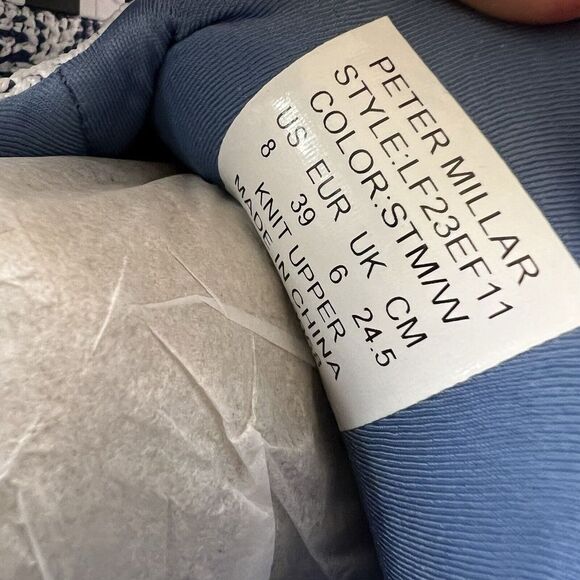 PETER MILLAR
STYLE:LF23EF11
COLOR:STM/W
US EUR UK CM
8 39 6 24.5
KNIT UPPER
MADE IN CHINA